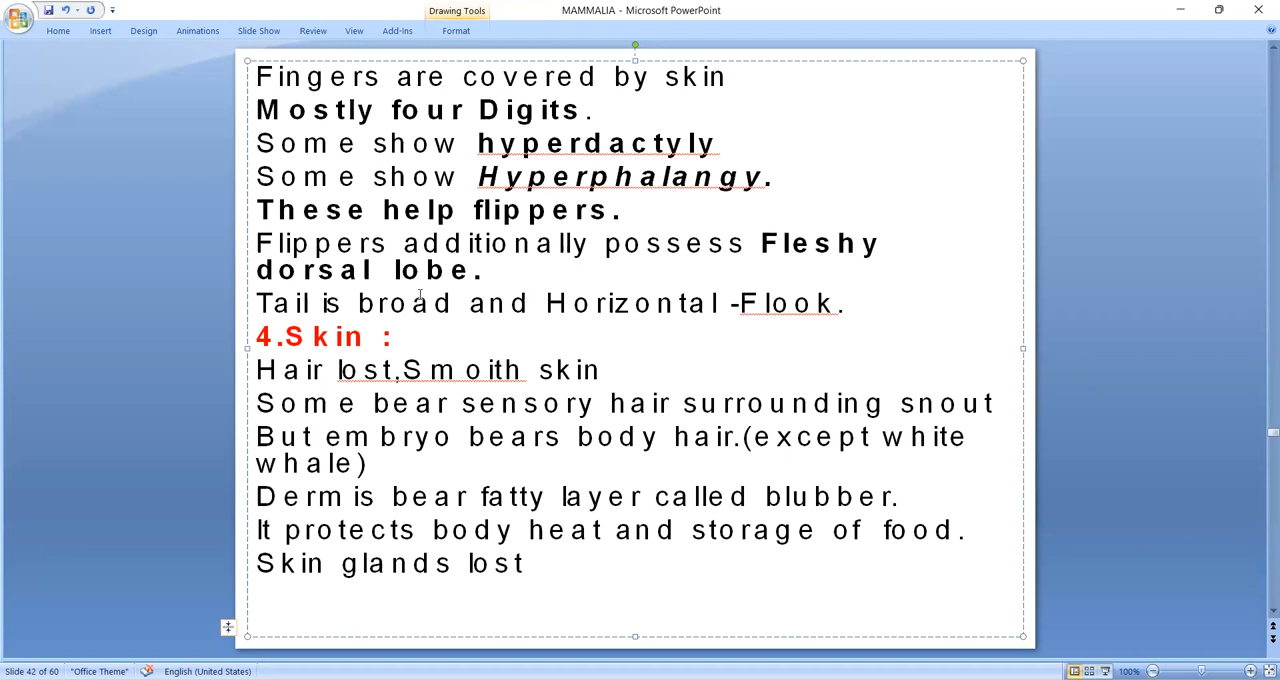 Drawing Tools
MAMMALIA - Microsoft PowerPoint
Home Insert Design Animations Slide Show Review View Add-Ins Format
Fingers are covered by skin
Mostly four Digits.
Some show hyperdactyly
Some show Hyperphalangy.
These help flippers.
Flippers additionally possess Fleshy
dorsal lobe.
Tail is broad and Horizontal -Flook.
4.Skin :
Hair lost,Smoith skin
Some bear sensory hair surrounding snout
But embryo bears body hair.(except white
whale)
Dermis bear fatty layer called blubber.
It protects body heat and storage of food.
Skin glands lost
Slide 42 of 60 "Office Theme" English (United States) 100%